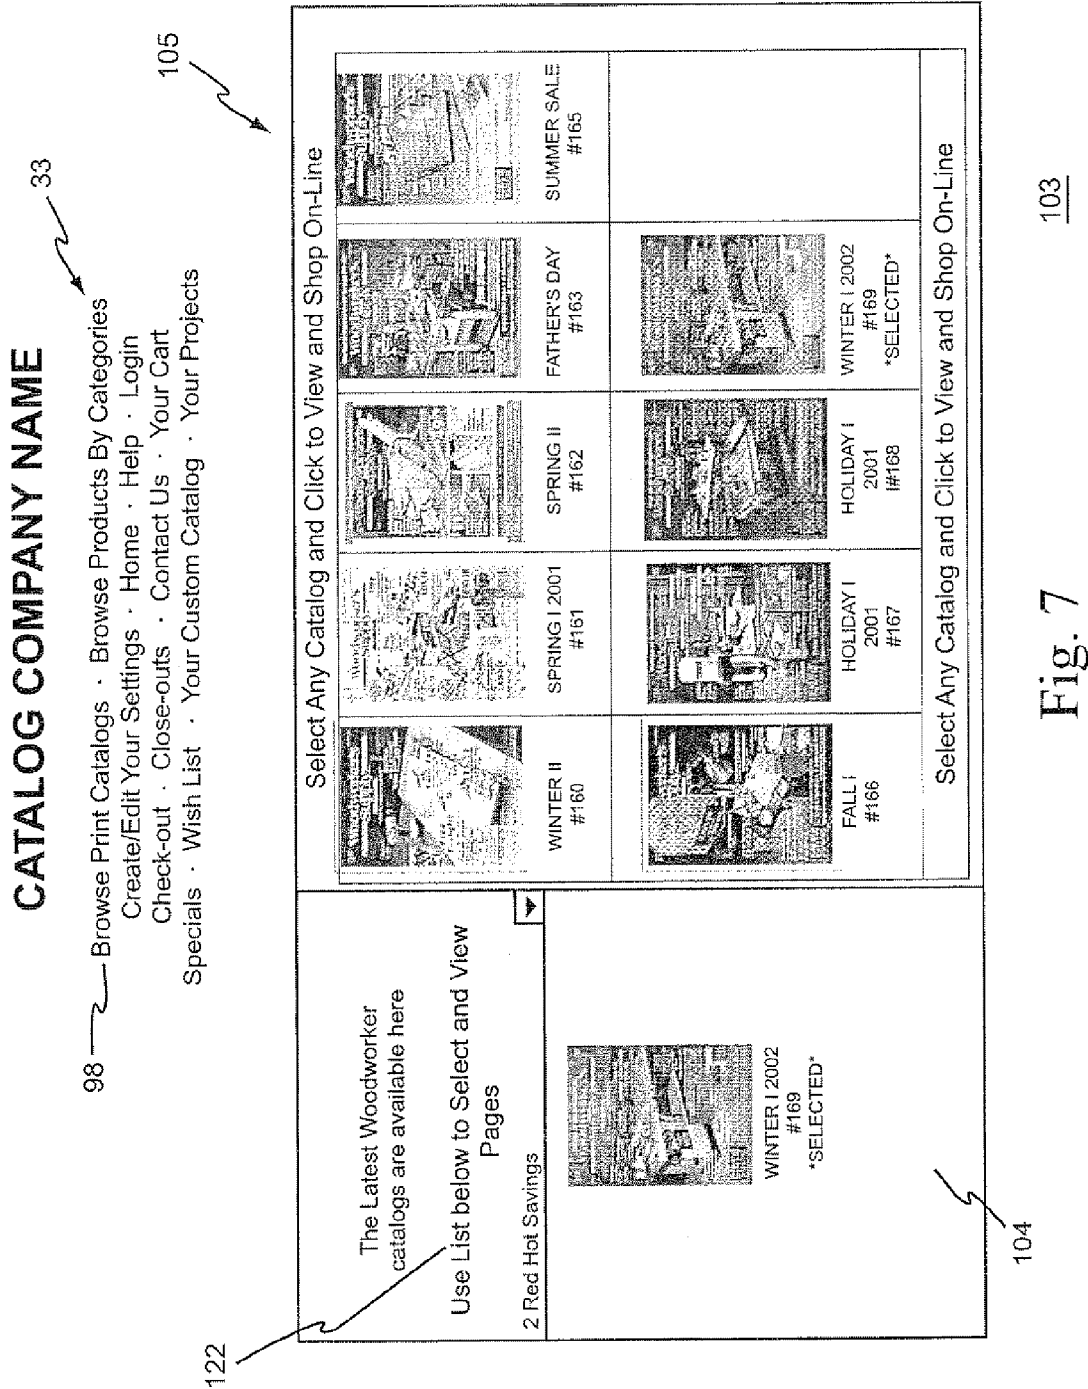 CATALOG COMPANY NAME
33
98
Browse Print Catalogs · Browse Products By Categories
Create/Edit Your Settings · Home · Help · Login
Check-out · Close-outs · Contact Us · Your Cart
Specials · Wish List · Your Custom Catalog · Your Projects
105
122
The Latest Woodworker
catalogs are available here
Use List below to Select and View
Pages
2 Red Hot Savings
WINTER I 2002
#169
*SELECTED*
104
Select Any Catalog and Click to View and Shop On-Line
WINTER II
#160
SPRING I 2001
#161
SPRING II
#162
FATHER'S DAY
#163
SUMMER SALE
#165
FALL I
#166
HOLIDAY I
2001
#167
HOLIDAY I
2001
I#168
WINTER I 2002
#169
*SELECTED*
Select Any Catalog and Click to View and Shop On-Line
103
Fig. 7